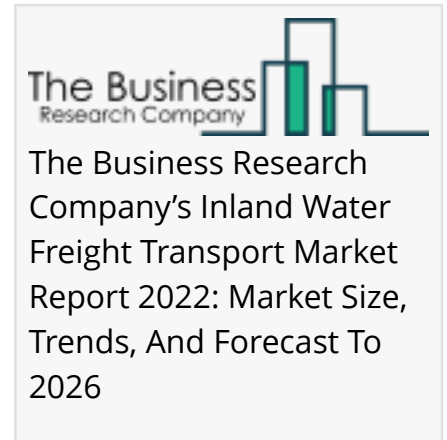 The Business
Research Company
The Business Research
Company’s Inland Water
Freight Transport Market
Report 2022: Market Size,
Trends, And Forecast To
2026